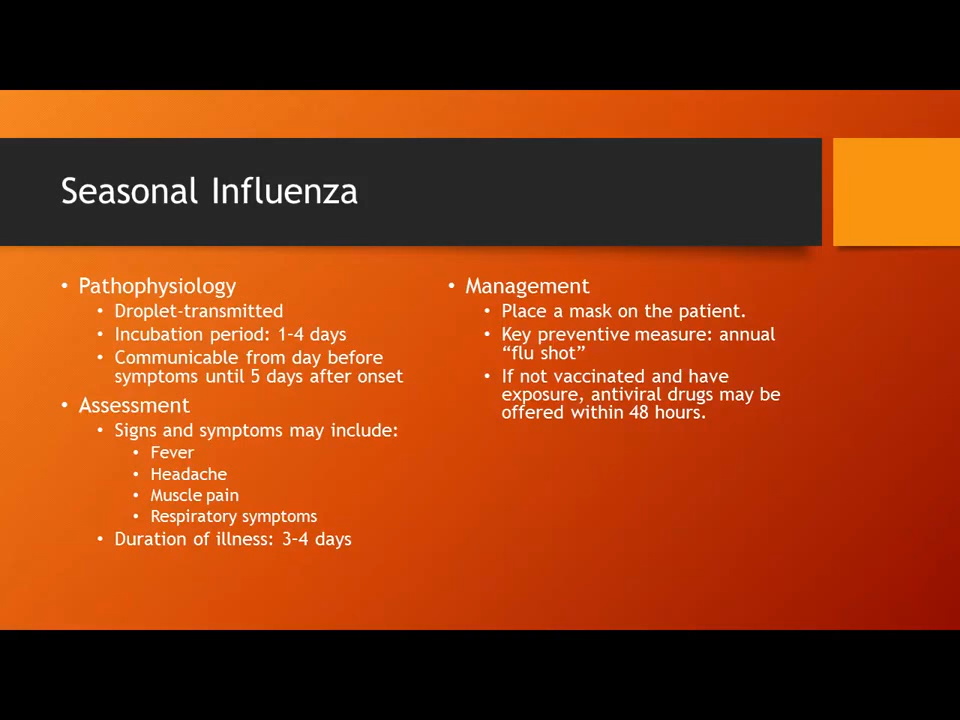 Seasonal Influenza
• Pathophysiology
• Droplet-transmitted
• Incubation period: 1–4 days
• Communicable from day before
symptoms until 5 days after onset
• Assessment
• Signs and symptoms may include:
• Fever
• Headache
• Muscle pain
• Respiratory symptoms
• Duration of illness: 3–4 days
• Management
• Place a mask on the patient.
• Key preventive measure: annual
“flu shot”
• If not vaccinated and have
exposure, antiviral drugs may be
offered within 48 hours.